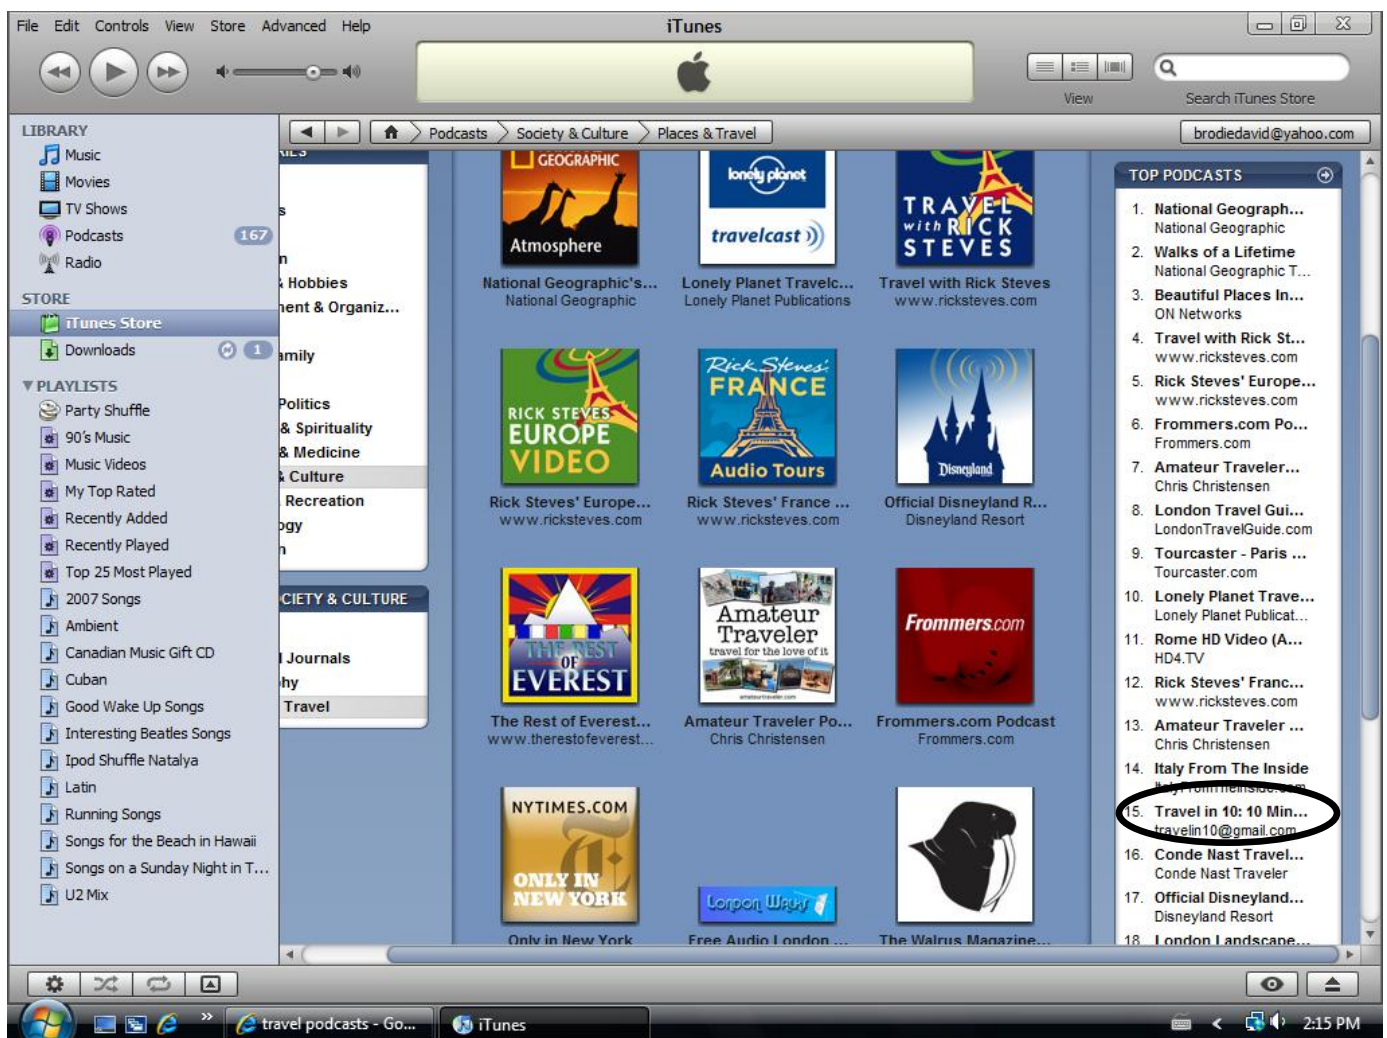 File Edit Controls View Store Advanced Help
iTunes
View
Search iTunes Store
LIBRARY
Music
Movies
TV Shows
Podcasts 167
Radio
STORE
iTunes Store
Downloads 1
PLAYLISTS
Party Shuffle
90's Music
Music Videos
My Top Rated
Recently Added
Recently Played
Top 25 Most Played
2007 Songs
Ambient
Canadian Music Gift CD
Cuban
Good Wake Up Songs
Interesting Beatles Songs
Ipod Shuffle Natalya
Latin
Running Songs
Songs for the Beach in Hawaii
Songs on a Sunday Night in T...
U2 Mix
Podcasts Society & Culture Places & Travel
brodiedavid@yahoo.com
& Hobbies
ent & Organiz...
amily
Politics
& Spirituality
& Medicine
& Culture
Recreation
ogy
CIETY & CULTURE
Journals
hy
Travel
GEOGRAPHIC
Atmosphere
National Geographic's...
National Geographic
lonely planet
travelcast
Lonely Planet Travelc...
Lonely Planet Publications
TRAVEL
with RICK
STEVES
Travel with Rick Steves
www.ricksteves.com
RICK STEVES
EUROPE
VIDEO
Rick Steves' Europe...
www.ricksteves.com
Rick Steves'
FRANCE
Audio Tours
Rick Steves' France ...
www.ricksteves.com
Disneyland
Official Disneyland R...
Disneyland Resort
THE REST
OF
EVEREST
The Rest of Everest...
www.therestofeverest...
Amateur
Traveler
travel for the love of it
amateurtraveler.com
Amateur Traveler Po...
Chris Christensen
Frommers.com
Frommers.com Podcast
Frommers.com
NYTIMES.COM
ONLY IN
NEW YORK
Only in New York
London Walks
Free Audio London ...
The Walrus Magazine...
TOP PODCASTS
1. National Geograph...
National Geographic
2. Walks of a Lifetime
National Geographic T...
3. Beautiful Places In...
ON Networks
4. Travel with Rick St...
www.ricksteves.com
5. Rick Steves' Europe...
www.ricksteves.com
6. Frommers.com Po...
Frommers.com
7. Amateur Traveler...
Chris Christensen
8. London Travel Gui...
LondonTravelGuide.com
9. Tourcaster - Paris ...
Tourcaster.com
10. Lonely Planet Trave...
Lonely Planet Publicat...
11. Rome HD Video (A...
HD4.TV
12. Rick Steves' Franc...
www.ricksteves.com
13. Amateur Traveler ...
Chris Christensen
14. Italy From The Inside
ItalyFromTheInside.com
15. Travel in 10: 10 Min...
travelin10@gmail.com
16. Conde Nast Travel...
Conde Nast Traveler
17. Official Disneyland...
Disneyland Resort
18 London Landscape...
travel podcasts - Go...
iTunes
2:15 PM